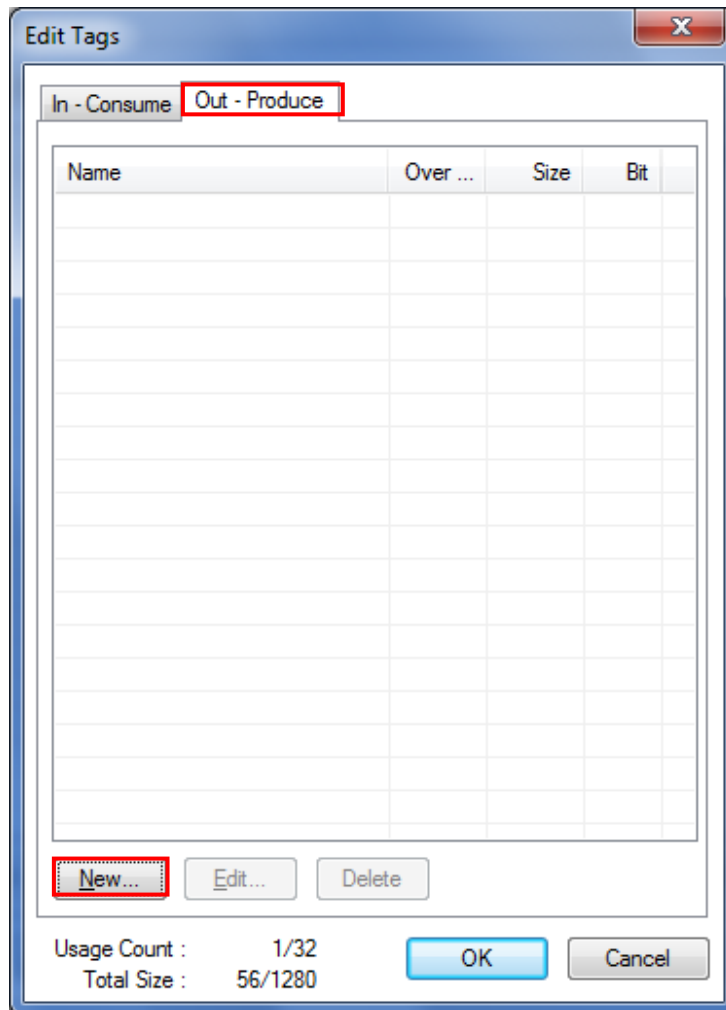 Edit Tags
In - Consume Out - Produce
Name Over ... Size Bit
New... Edit... Delete
Usage Count : 1/32 OK Cancel
Total Size : 56/1280